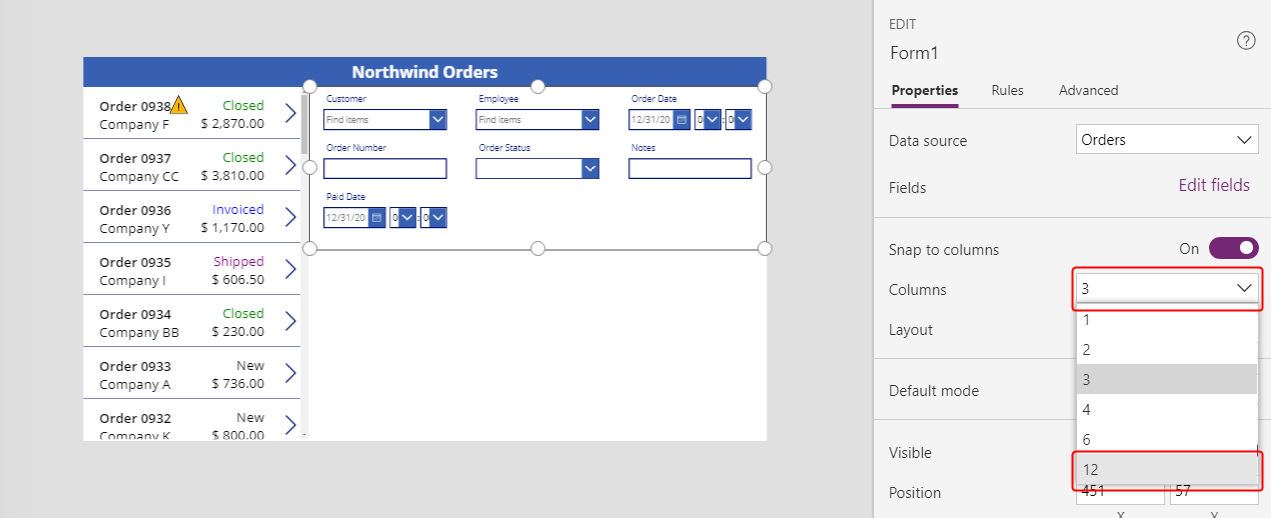 Northwind Orders
Order 0938 Closed
Company F $ 2,870.00
Order 0937 Closed
Company CC $ 3,810.00
Order 0936 Invoiced
Company Y $ 1,170.00
Order 0935 Shipped
Company I $ 606.50
Order 0934 Closed
Company BB $ 230.00
Order 0933 New
Company A $ 736.00
Order 0932 New
Company K $ 800.00
Customer Employee Order Date
Find items Find items 12/31/20 0 : 0
Order Number Order Status Notes
Paid Date
12/31/20 0 : 0
EDIT
Form1
?
Properties Rules Advanced
Data source Orders
Fields Edit fields
Snap to columns On
Columns 3
1
2
3
4
6
12
Layout
Default mode
Visible
Position 451 57
X Y